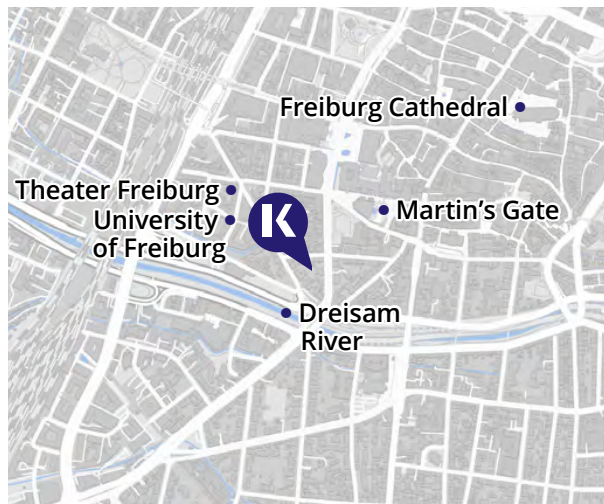 Freiburg Cathedral
Theater Freiburg
University
of Freiburg
K
Martin's Gate
Dreisam
River